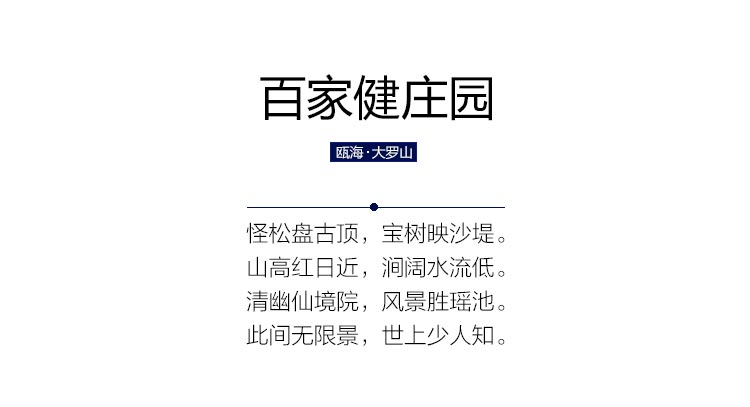 百家健庄园
瓯海·大罗山
怪松盘古顶，宝树映沙堤。
山高红日近，涧阔水流低。
清幽仙境院，风景胜瑶池。
此间无限景，世上少人知。